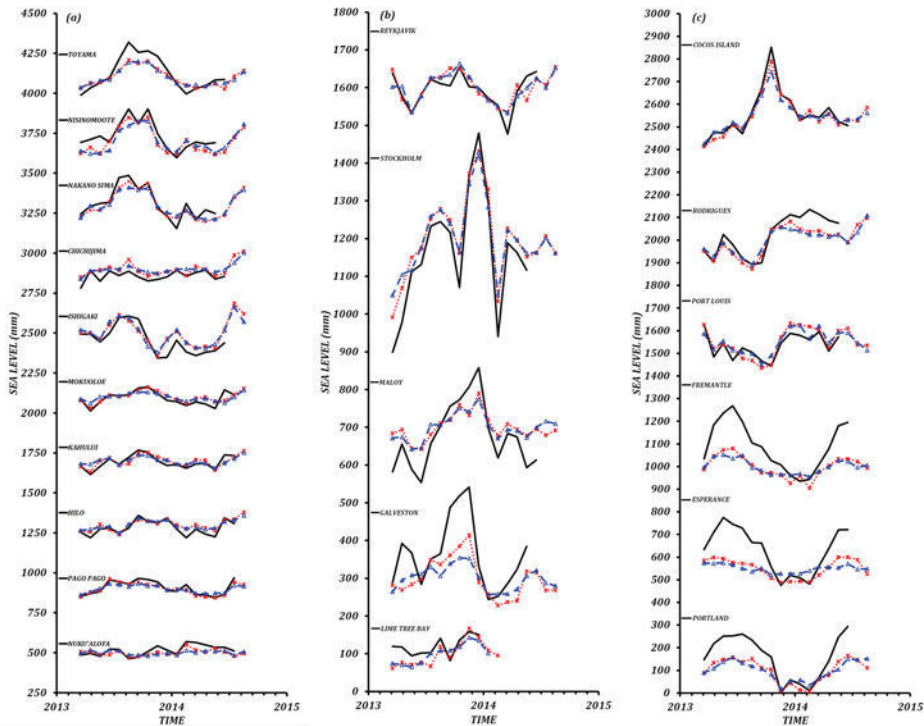 (a)
4500
4250
4000
3750
3500
3250
3000
2750
2500
2250
2000
1750
1500
1250
1000
750
500
250
SEA LEVEL (mm)
TOYAMA
NISINOMOOTE
NAKANO SIMA
CHICHIJIMA
ISHIGAKI
MOKUOLOE
KAHULUI
HILO
PAGO PAGO
NUKU'ALOFA
2013
2014
2015
TIME
(b)
1800
1700
1600
1500
1400
1300
1200
1100
1000
900
800
700
600
500
400
300
200
100
0
SEA LEVEL (mm)
REYKJAVIK
STOCKHOLM
MALOY
GALVESTON
LIME TREE BAY
2013
2014
2015
TIME
(c)
3000
2900
2800
2700
2600
2500
2400
2300
2200
2100
2000
1900
1800
1700
1600
1500
1400
1300
1200
1100
1000
900
800
700
600
500
400
300
200
100
0
SEA LEVEL (mm)
COCOS ISLAND
RODRIGUES
PORT LOUIS
FREMANTLE
ESPERANCE
PORTLAND
2013
2014
2015
TIME